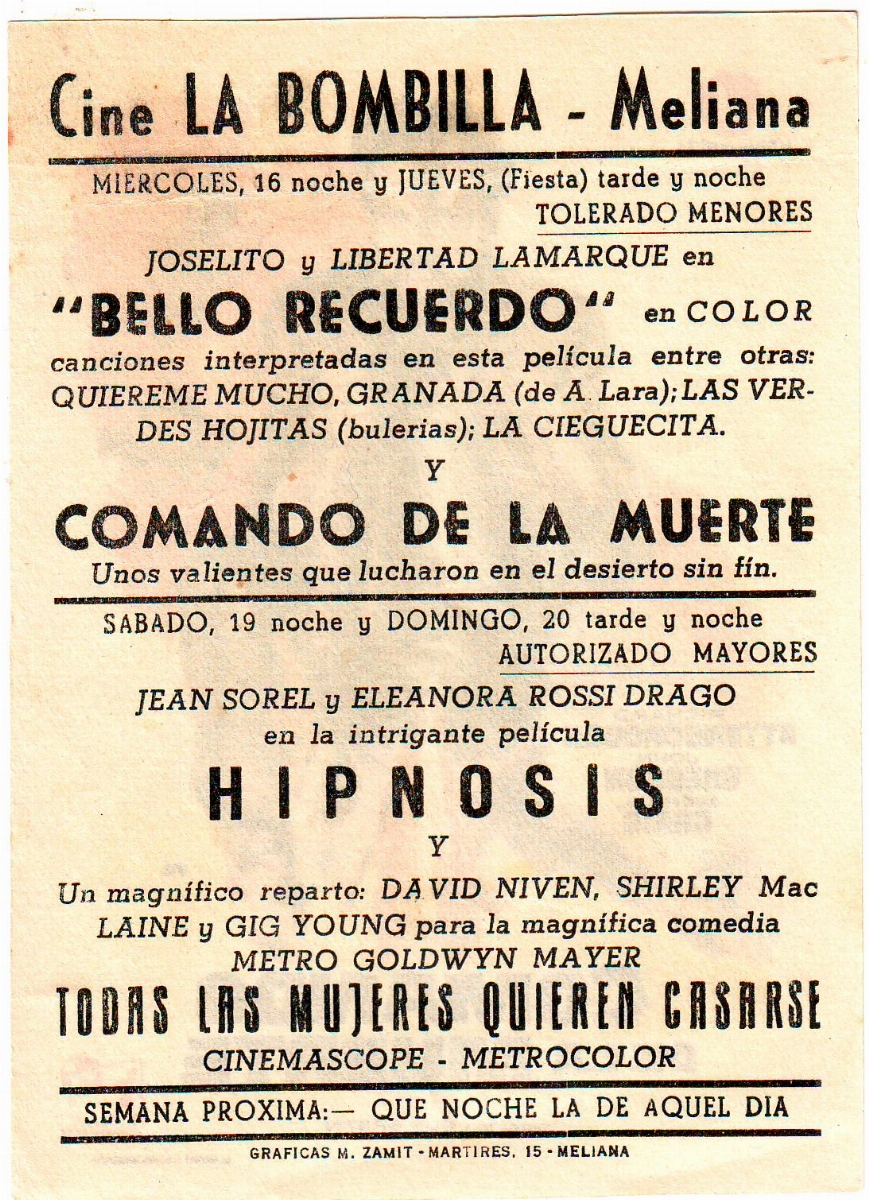 Cine LA BOMBILLA - Meliana
MIERCOLES, 16 noche y JUEVES, (Fiesta) tarde y noche
TOLERADO MENORES
JOSELITO y LIBERTAD LAMARQUE en
"BELLO RECUERDO" en COLOR
canciones interpretadas en esta película entre otras:
QUIEREME MUCHO, GRANADA (de A. Lara); LAS VER-
DES HOJITAS (bulerias); LA CIEGUECITA.
Y
COMANDO DE LA MUERTE
Unos valientes que lucharon en el desierto sin fín.
SABADO, 19 noche y DOMINGO, 20 tarde y noche
AUTORIZADO MAYORES
JEAN SOREL y ELEANORA ROSSI DRAGO
en la intrigante película
HIPNOSIS
Y
Un magnífico reparto: DAVID NIVEN, SHIRLEY Mac
LAINE y GIG YOUNG para la magnífica comedia
METRO GOLDWYN MAYER
TODAS LAS MUJERES QUIEREN CASARSE
CINEMASCOPE - METROCOLOR
SEMANA PROXIMA:— QUE NOCHE LA DE AQUEL DIA
GRAFICAS M. ZAMIT - MARTIRES, 15 - MELIANA